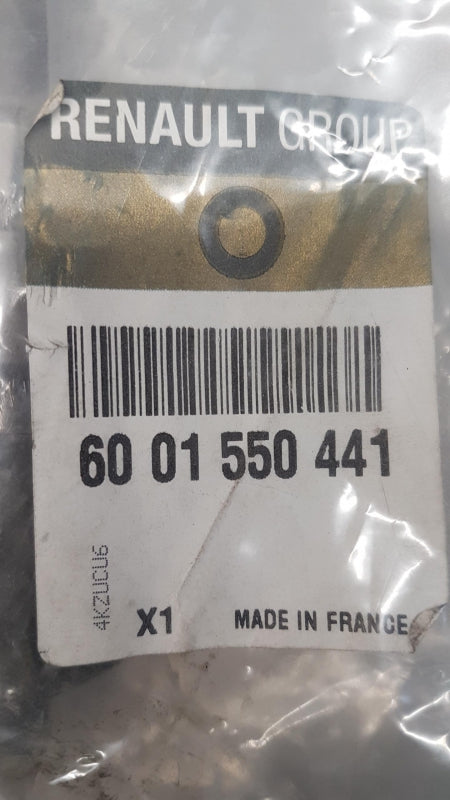 RENAULT GROUP
60 01 550 441
4KZUCU6
X1
MADE IN FRANCE